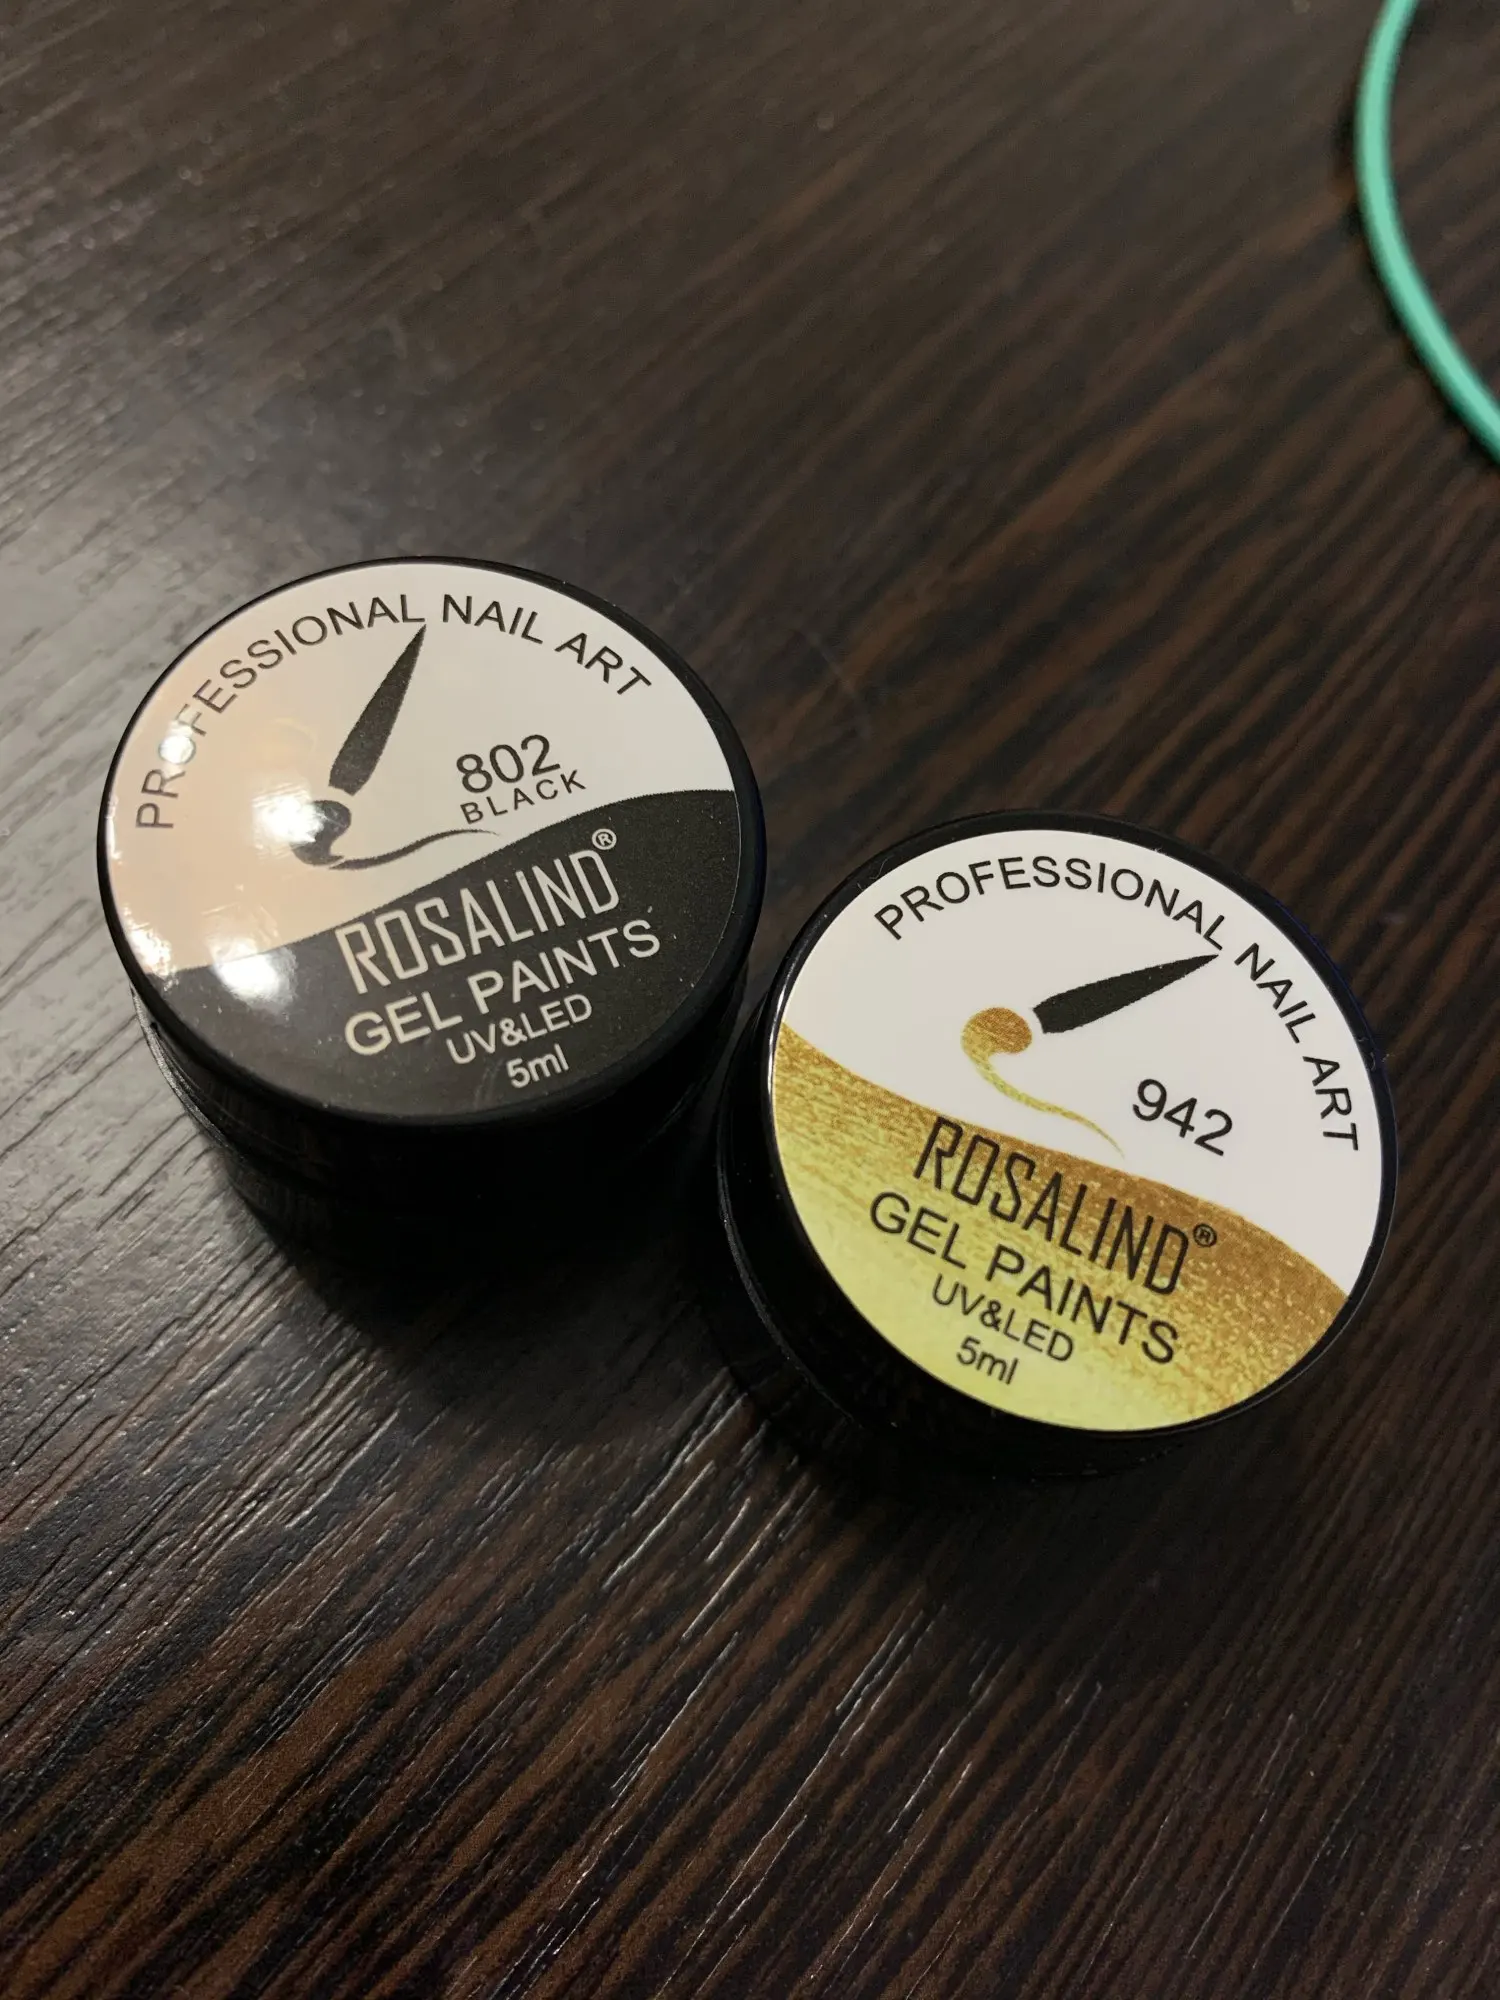 PROFESSIONAL NAIL ART
802
BLACK
ROSALIND®
GEL PAINTS
UV&LED
5ml
PROFESSIONAL NAIL ART
942
ROSALIND®
GEL PAINTS
UV&LED
5ml